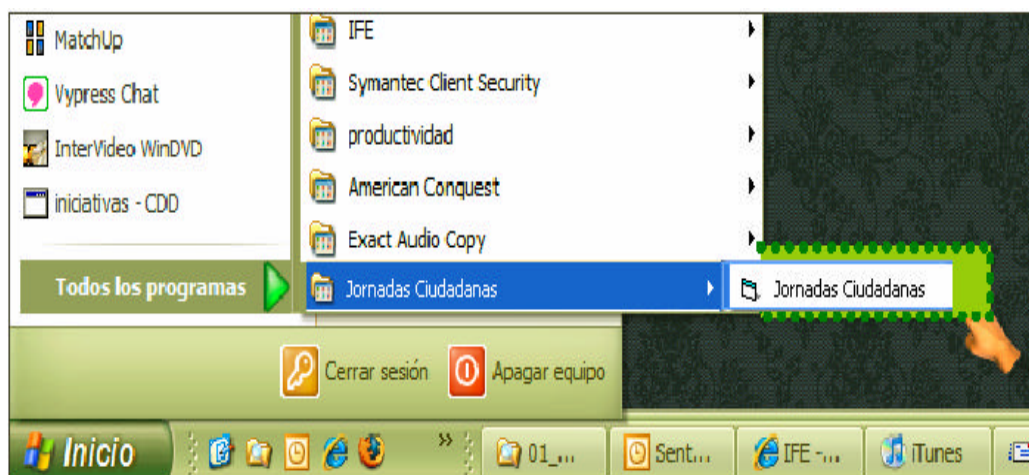 MatchUp
Vypress Chat
InterVideo WinDVD
iniciativas - CDD
Todos los programas
IFE
Symantec Client Security
productividad
American Conquest
Exact Audio Copy
Jornadas Ciudadanas
Jornadas Ciudadanas
Cerrar sesión
Apagar equipo
Inicio
»
01_...
Sent...
IFE -...
iTunes